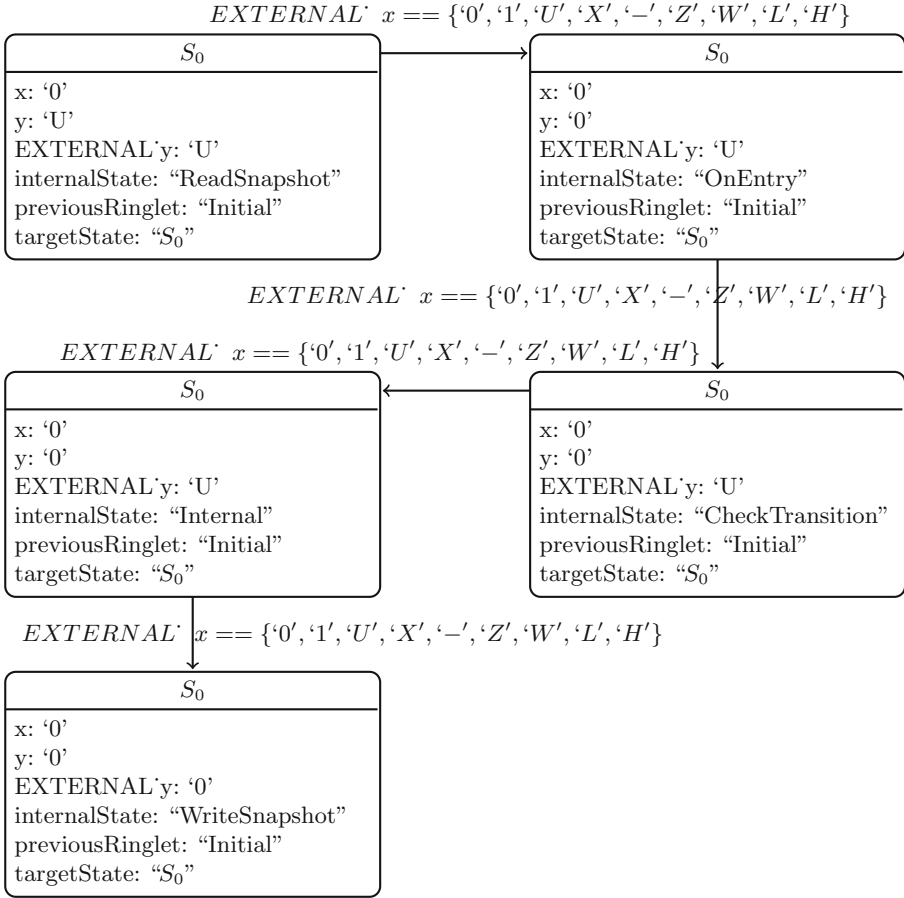 EXTERNAL˙ x == {‘0′, ‘1′, ‘U′, ‘X′, ‘−′, ‘Z′, ‘W′, ‘L′, ‘H′}
S₀
x: ‘0’
y: ‘U’
EXTERNAL˙y: ‘U’
internalState: “ReadSnapshot”
previousRinglet: “Initial”
targetState: “S₀”
S₀
x: ‘0’
y: ‘0’
EXTERNAL˙y: ‘U’
internalState: “OnEntry”
previousRinglet: “Initial”
targetState: “S₀”
EXTERNAL˙ x == {‘0′, ‘1′, ‘U′, ‘X′, ‘−′, ‘Z′, ‘W′, ‘L′, ‘H′}
EXTERNAL˙ x == {‘0′, ‘1′, ‘U′, ‘X′, ‘−′, ‘Z′, ‘W′, ‘L′, ‘H′}
S₀
x: ‘0’
y: ‘0’
EXTERNAL˙y: ‘U’
internalState: “Internal”
previousRinglet: “Initial”
targetState: “S₀”
S₀
x: ‘0’
y: ‘0’
EXTERNAL˙y: ‘U’
internalState: “CheckTransition”
previousRinglet: “Initial”
targetState: “S₀”
EXTERNAL˙ x == {‘0′, ‘1′, ‘U′, ‘X′, ‘−′, ‘Z′, ‘W′, ‘L′, ‘H′}
S₀
x: ‘0’
y: ‘0’
EXTERNAL˙y: ‘0’
internalState: “WriteSnapshot”
previousRinglet: “Initial”
targetState: “S₀”